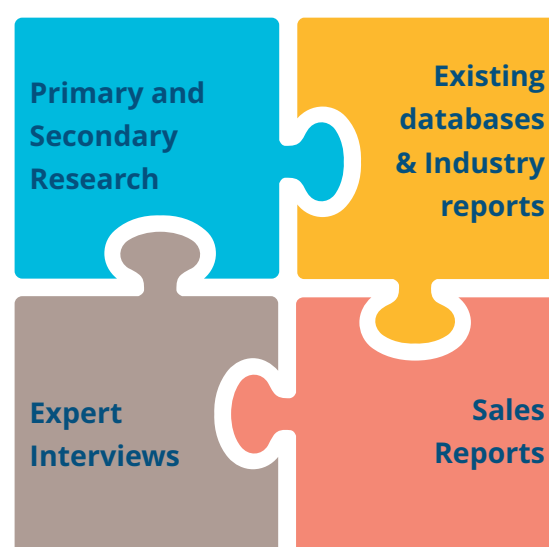 Primary and
Secondary
Research
Existing
databases
& Industry
reports
Expert
Interviews
Sales
Reports